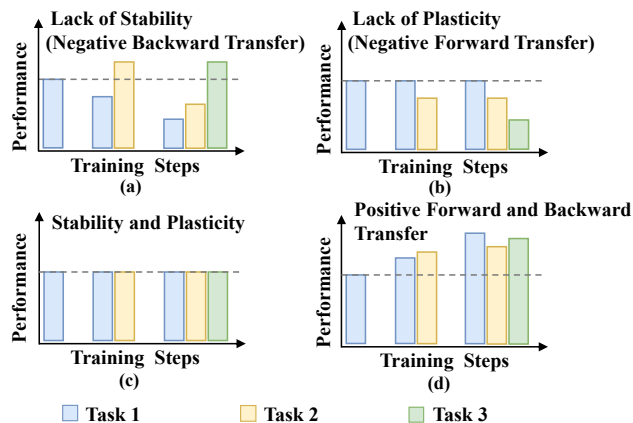 Lack of Stability
(Negative Backward Transfer)
Performance
Training Steps
(a)
Lack of Plasticity
(Negative Forward Transfer)
Performance
Training Steps
(b)
Stability and Plasticity
Performance
Training Steps
(c)
Positive Forward and Backward
Transfer
Performance
Training Steps
(d)
Task 1
Task 2
Task 3